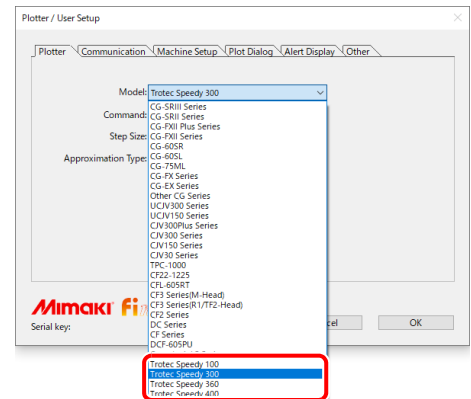 Plotter / User Setup
Plotter Communication Machine Setup Plot Dialog Alert Display Other
Model: Trotec Speedy 300
Command:
Step Size:
Approximation Type:
CG-SRIII Series
CG-SRII Series
CG-FXII Plus Series
CG-FXII Series
CG-60SR
CG-60SL
CG-75ML
CG-FX Series
CG-EX Series
Other CG Series
UCJV300 Series
UCJV150 Series
CJV300Plus Series
CJV300 Series
CJV150 Series
CJV30 Series
TPC-1000
CF22-1225
CFL-605RT
CF3 Series(M-Head)
CF3 Series(R1/TF2-Head)
CF2 Series
DC Series
CF Series
DCF-605PU
Trotec Speedy 100
Trotec Speedy 300
Trotec Speedy 360
Trotec Speedy 400
Mimaki
Serial key:
OK